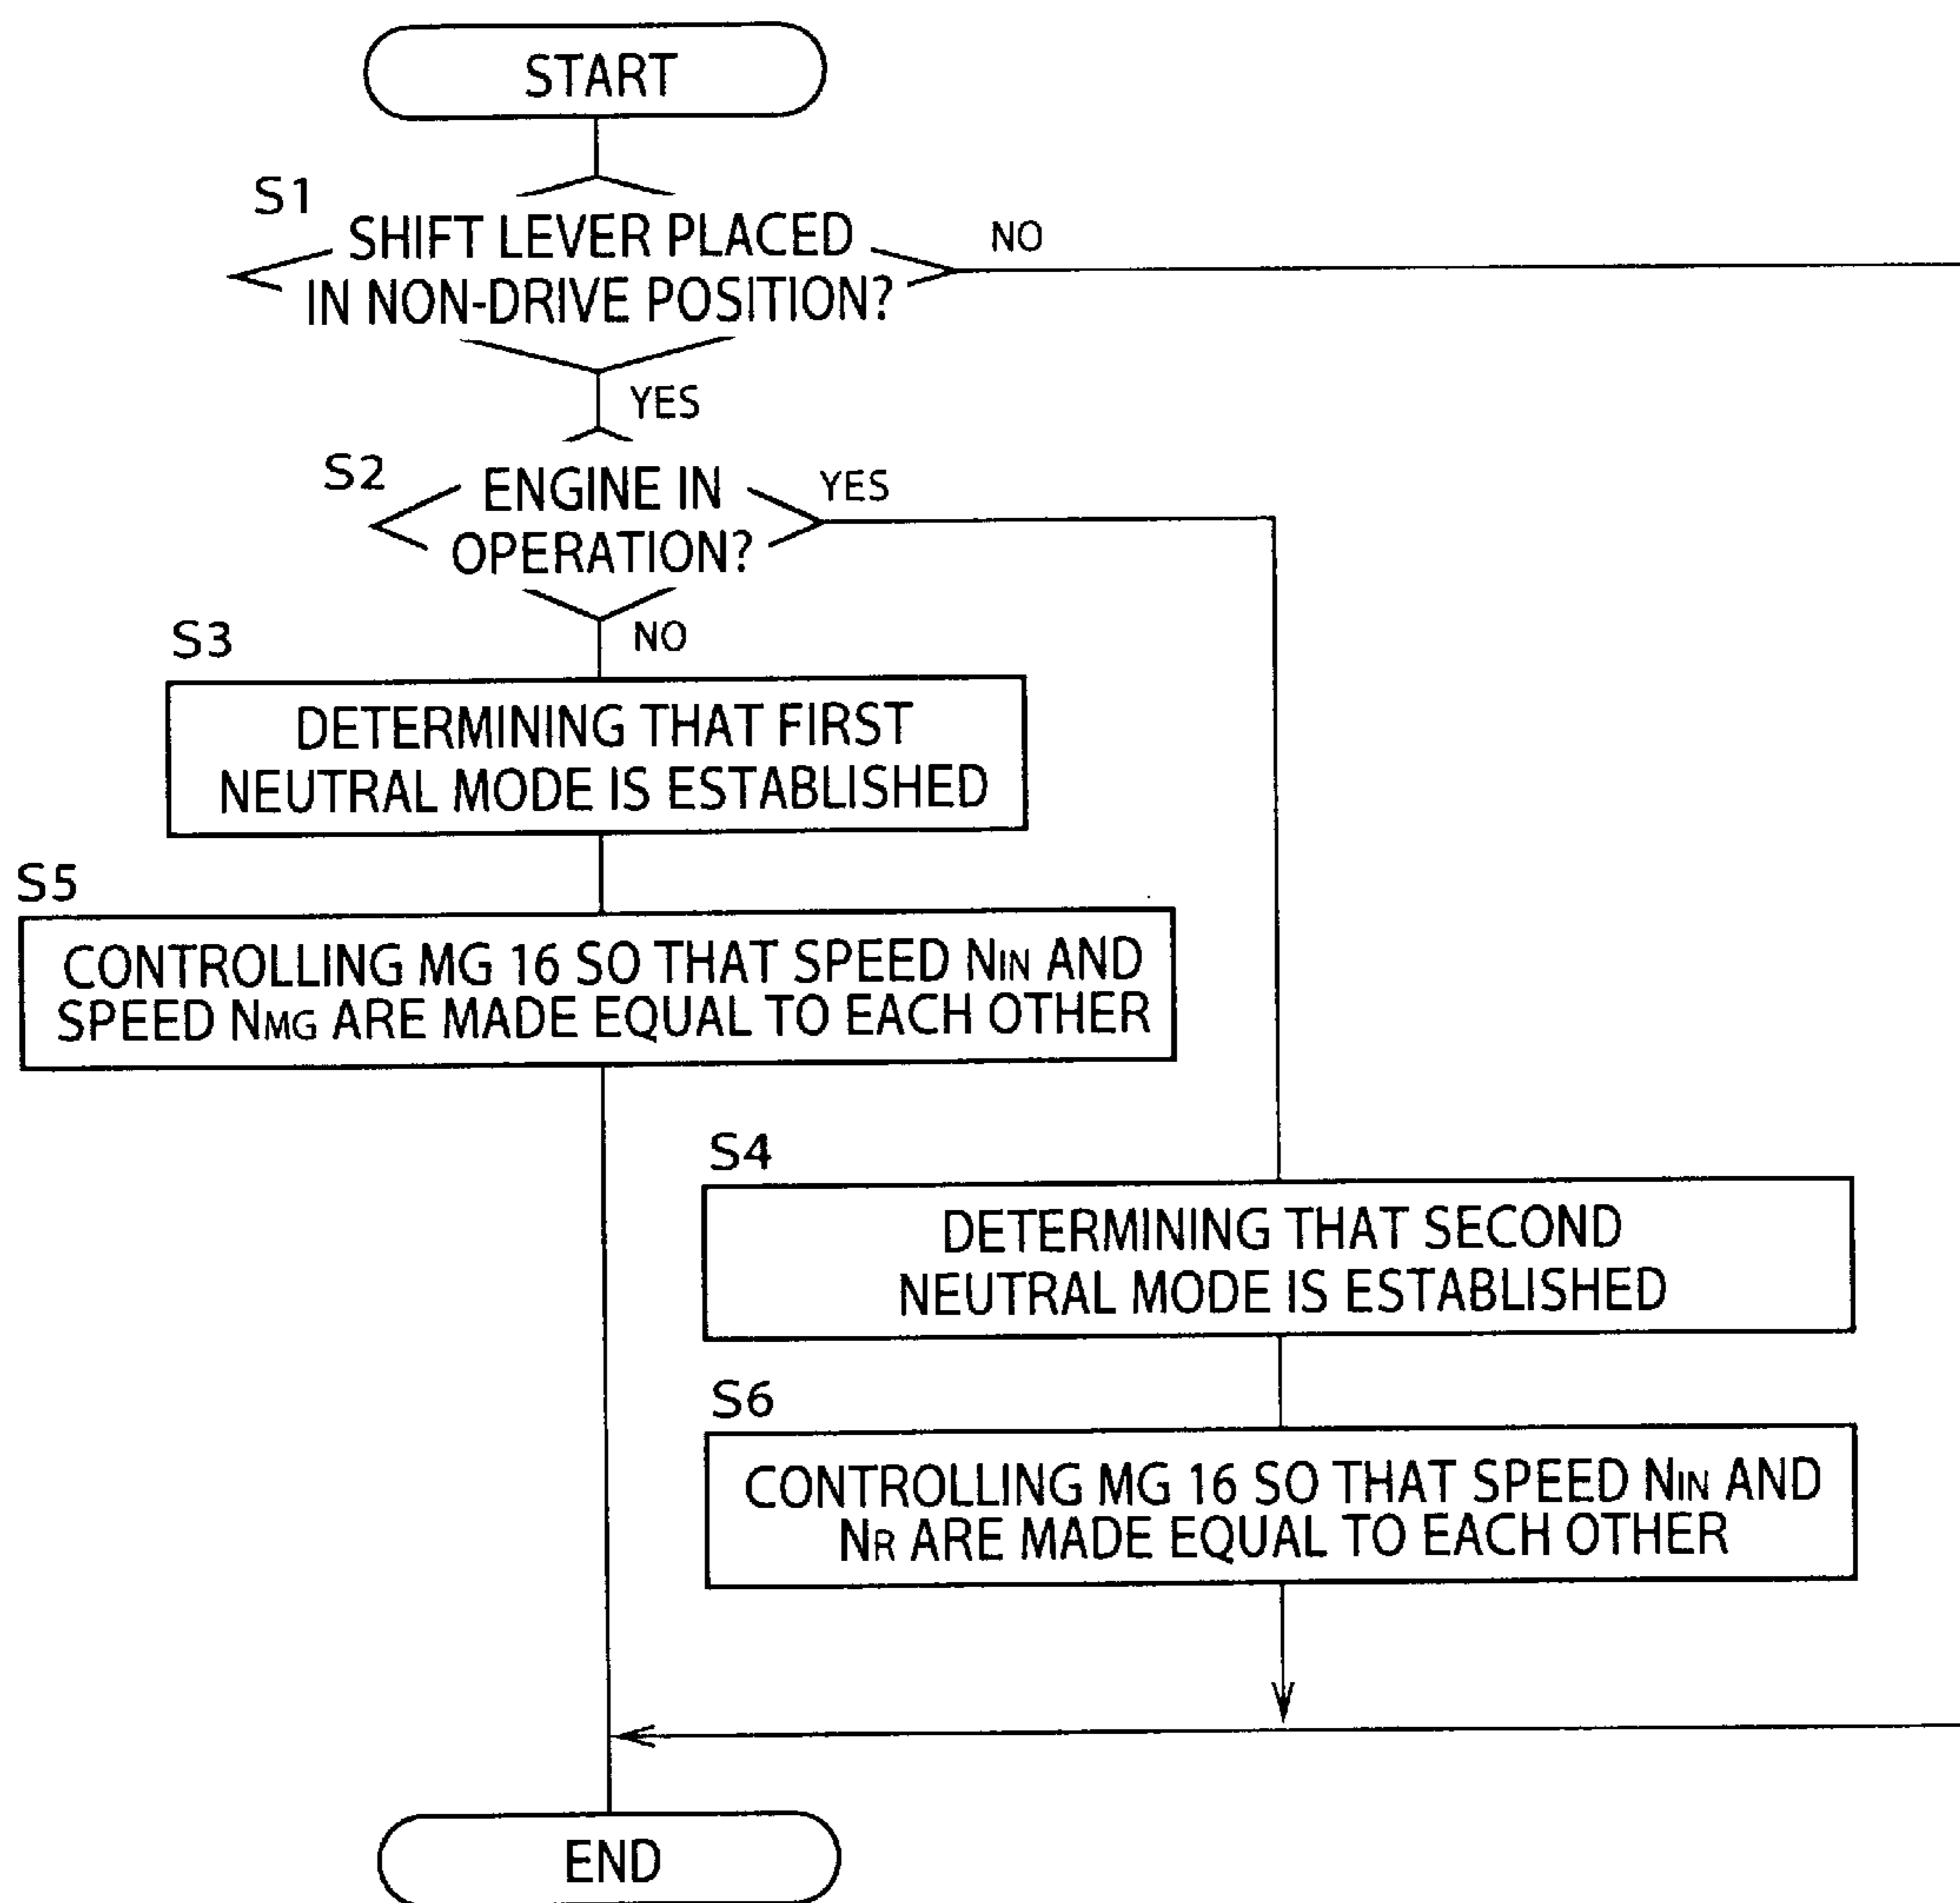 START
S1
SHIFT LEVER PLACED
IN NON-DRIVE POSITION?
NO
YES
S2
ENGINE IN
OPERATION?
YES
NO
S3
DETERMINING THAT FIRST
NEUTRAL MODE IS ESTABLISHED
S5
CONTROLLING MG 16 SO THAT SPEED NIN AND
SPEED NMG ARE MADE EQUAL TO EACH OTHER
S4
DETERMINING THAT SECOND
NEUTRAL MODE IS ESTABLISHED
S6
CONTROLLING MG 16 SO THAT SPEED NIN AND
NR ARE MADE EQUAL TO EACH OTHER
END